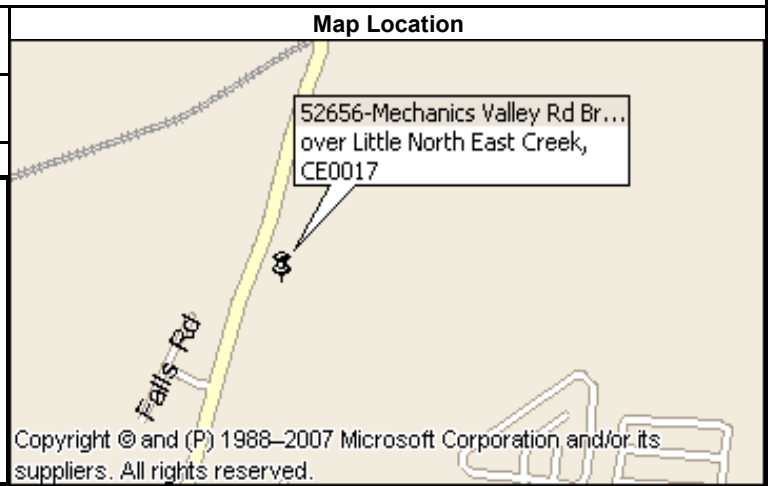 Map Location
52656-Mechanics Valley Rd Br...
over Little North East Creek,
CE0017
Falls Rd
Copyright © and (P) 1988–2007 Microsoft Corporation and/or its
suppliers. All rights reserved.